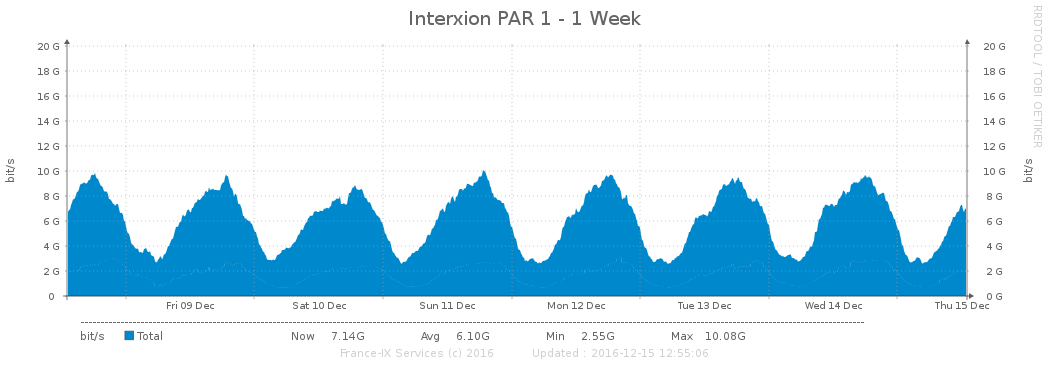 Interxion PAR 1 - 1 Week
RRDTOOL / TOBI OETIKER
20 G 20 G
18 G 18 G
16 G 16 G
14 G 14 G
12 G 12 G
10 G 10 G
8 G 8 G
6 G 6 G
4 G 4 G
2 G 2 G
0 0 G
bit/s bit/s
Fri 09 Dec Sat 10 Dec Sun 11 Dec Mon 12 Dec Tue 13 Dec Wed 14 Dec Thu 15 Dec
bit/s Total Now 7.14G Avg 6.10G Min 2.55G Max 10.08G
France-IX Services (c) 2016 Updated : 2016-12-15 12:55:06